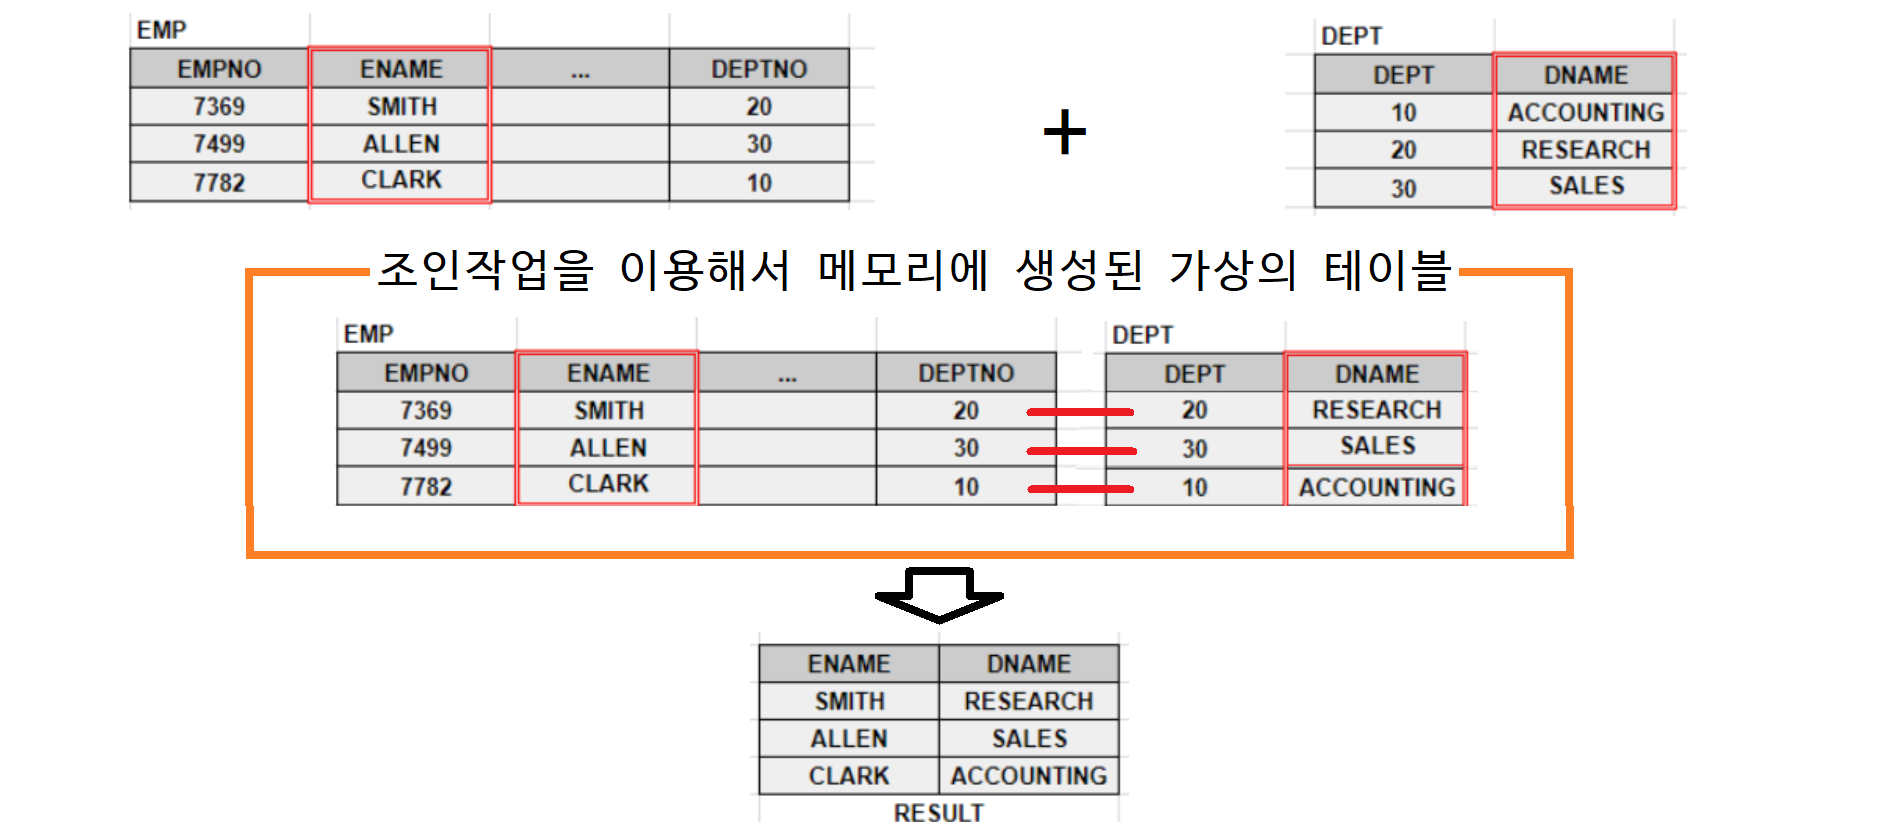 EMP
EMPNO ENAME ... DEPTNO
7369 SMITH 20
7499 ALLEN 30
7782 CLARK 10
+
DEPT
DEPT DNAME
10 ACCOUNTING
20 RESEARCH
30 SALES
조인작업을 이용해서 메모리에 생성된 가상의 테이블
EMP
EMPNO ENAME ... DEPTNO
7369 SMITH 20
7499 ALLEN 30
7782 CLARK 10
DEPT
DEPT DNAME
20 RESEARCH
30 SALES
10 ACCOUNTING
ENAME DNAME
SMITH RESEARCH
ALLEN SALES
CLARK ACCOUNTING
RESULT